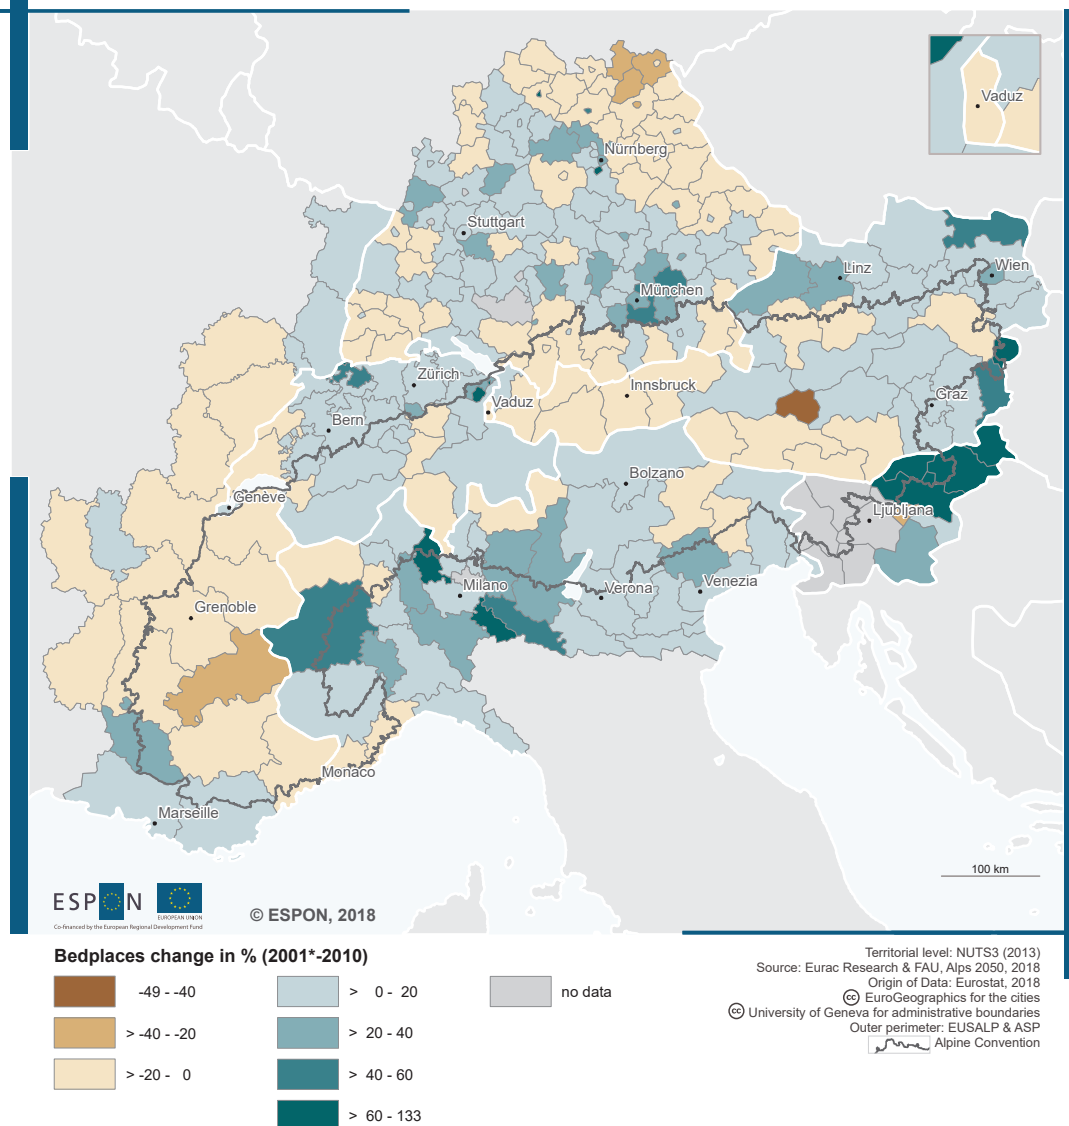 Vaduz
Nürnberg
Stuttgart
Linz
Wien
München
Zürich
Innsbruck
Vaduz
Graz
Bern
Bolzano
Genève
Ljubljana
Milano
Verona
Venezia
Grenoble
Monaco
Marseille
100 km
ESPON
EUROPEAN UNION
Co-financed by the European Regional Development Fund
© ESPON, 2018
Bedplaces change in % (2001*-2010)
-49 - -40
> -40 - -20
> -20 - 0
> 0 - 20
> 20 - 40
> 40 - 60
> 60 - 133
no data
Territorial level: NUTS3 (2013)
Source: Eurac Research & FAU, Alps 2050, 2018
Origin of Data: Eurostat, 2018
cc EuroGeographics for the cities
cc University of Geneva for administrative boundaries
Outer perimeter: EUSALP & ASP
Alpine Convention